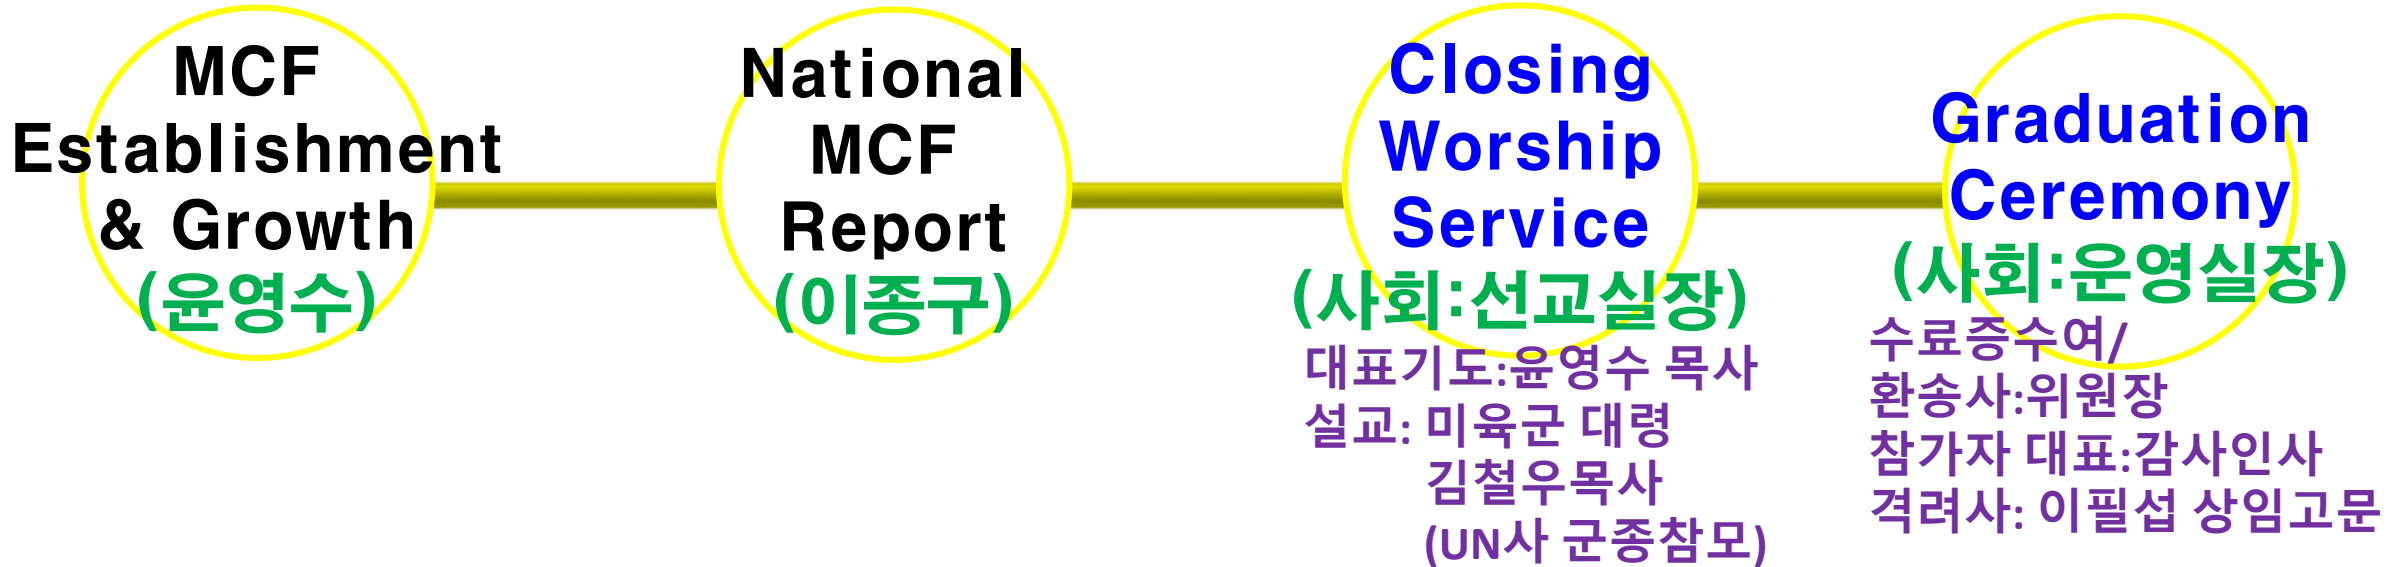 MCF
Establishment
& Growth
(윤영수)
National
MCF
Report
(이종구)
Closing
Worship
Service
(사회:선교실장)
대표기도:윤영수 목사
설교: 미육군 대령
김철우목사
(UN사 군종참모)
Graduation
Ceremony
(사회:운영실장)
수료증수여/
환송사:위원장
참가자 대표:감사인사
격려사: 이필섭 상임고문